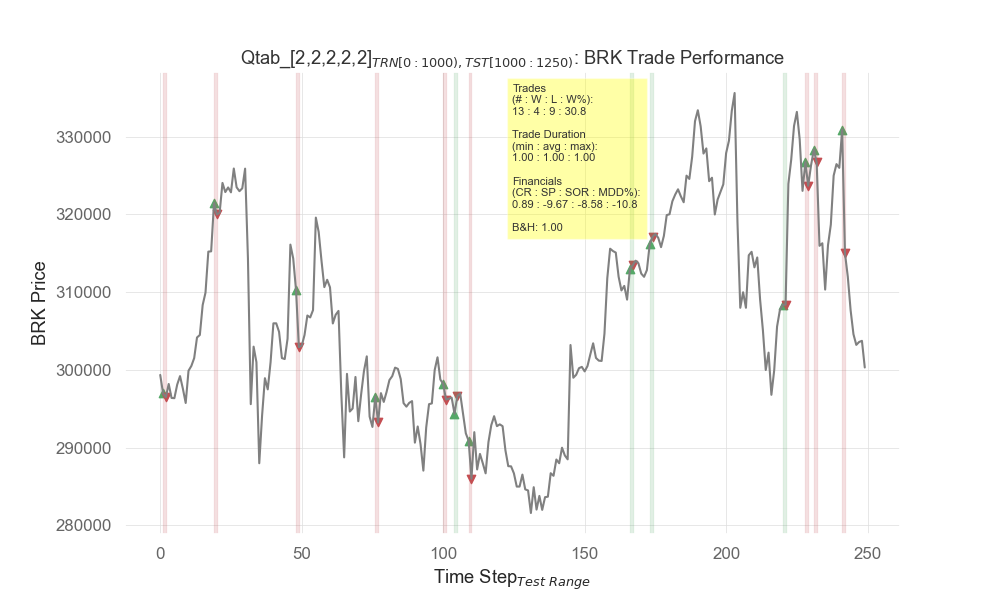 Qtab_[2,2,2,2,2]TRN[0 : 1000), TST[1000 : 1250): BRK Trade Performance
Trades
(# : W : L : W%):
13 : 4 : 9 : 30.8
Trade Duration
(min : avg : max):
1.00 : 1.00 : 1.00
Financials
(CR : SP : SOR : MDD%):
0.89 : -9.67 : -8.58 : -10.8
B&H: 1.00
BRK Price
330000
320000
310000
300000
290000
280000
0 50 100 150 200 250
Time StepTest Range